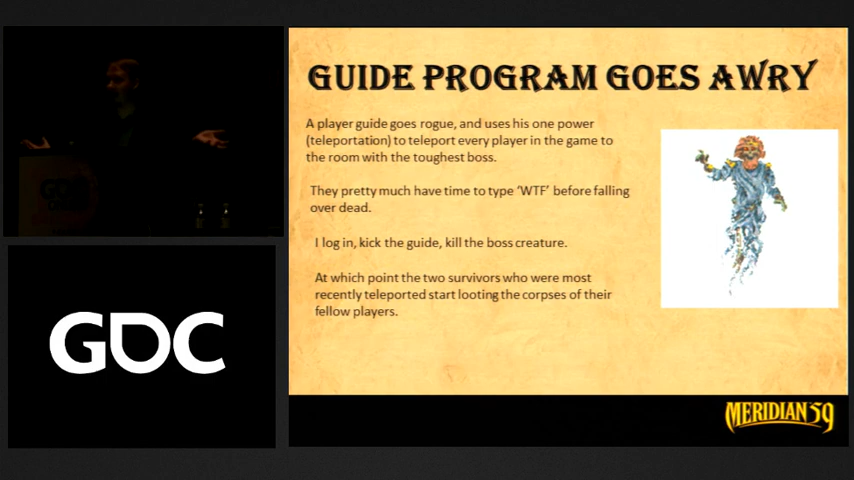 GUIDE PROGRAM GOES AWRY
A player guide goes rogue, and uses his one power
(teleportation) to teleport every player in the game to
the room with the toughest boss.
They pretty much have time to type ‘WTF’ before falling
over dead.
I log in, kick the guide, kill the boss creature.
At which point the two survivors who were most
recently teleported start looting the corpses of their
fellow players.
GDC
MERIDIAN 59